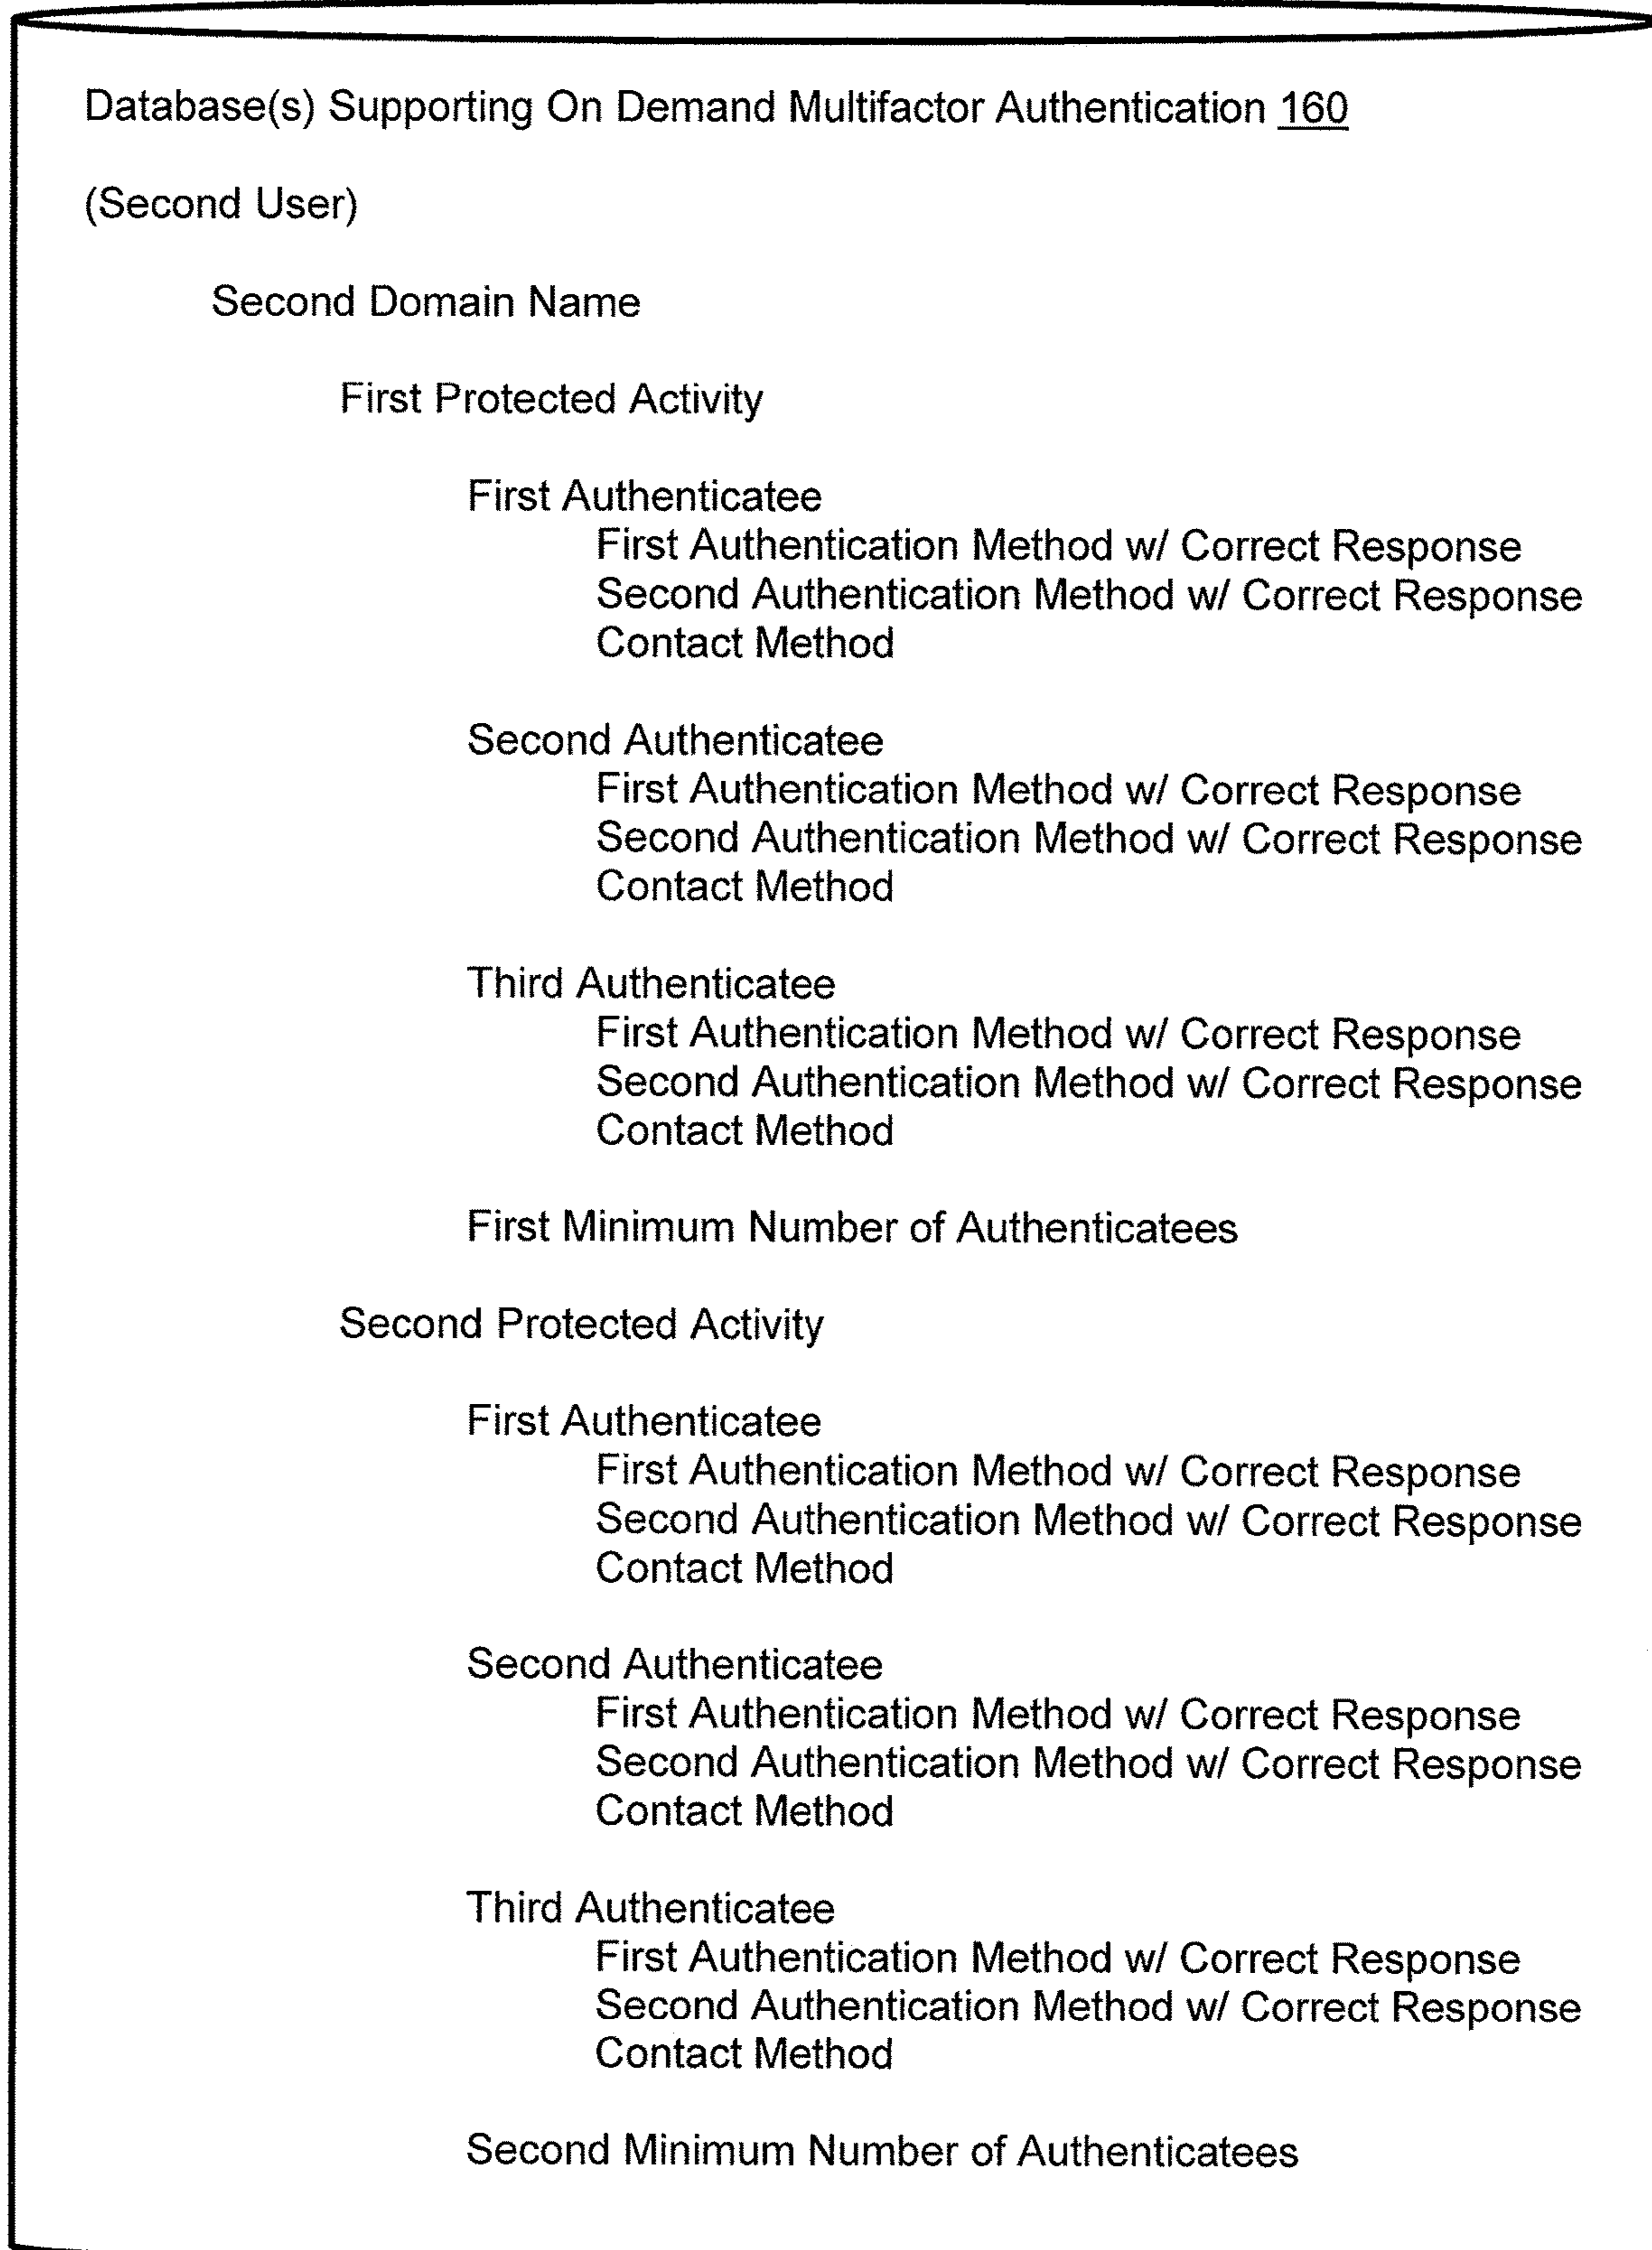 Database(s) Supporting On Demand Multifactor Authentication 160
(Second User)
Second Domain Name
First Protected Activity
First Authenticatee
First Authentication Method w/ Correct Response
Second Authentication Method w/ Correct Response
Contact Method
Second Authenticatee
First Authentication Method w/ Correct Response
Second Authentication Method w/ Correct Response
Contact Method
Third Authenticatee
First Authentication Method w/ Correct Response
Second Authentication Method w/ Correct Response
Contact Method
First Minimum Number of Authenticatees
Second Protected Activity
First Authenticatee
First Authentication Method w/ Correct Response
Second Authentication Method w/ Correct Response
Contact Method
Second Authenticatee
First Authentication Method w/ Correct Response
Second Authentication Method w/ Correct Response
Contact Method
Third Authenticatee
First Authentication Method w/ Correct Response
Second Authentication Method w/ Correct Response
Contact Method
Second Minimum Number of Authenticatees